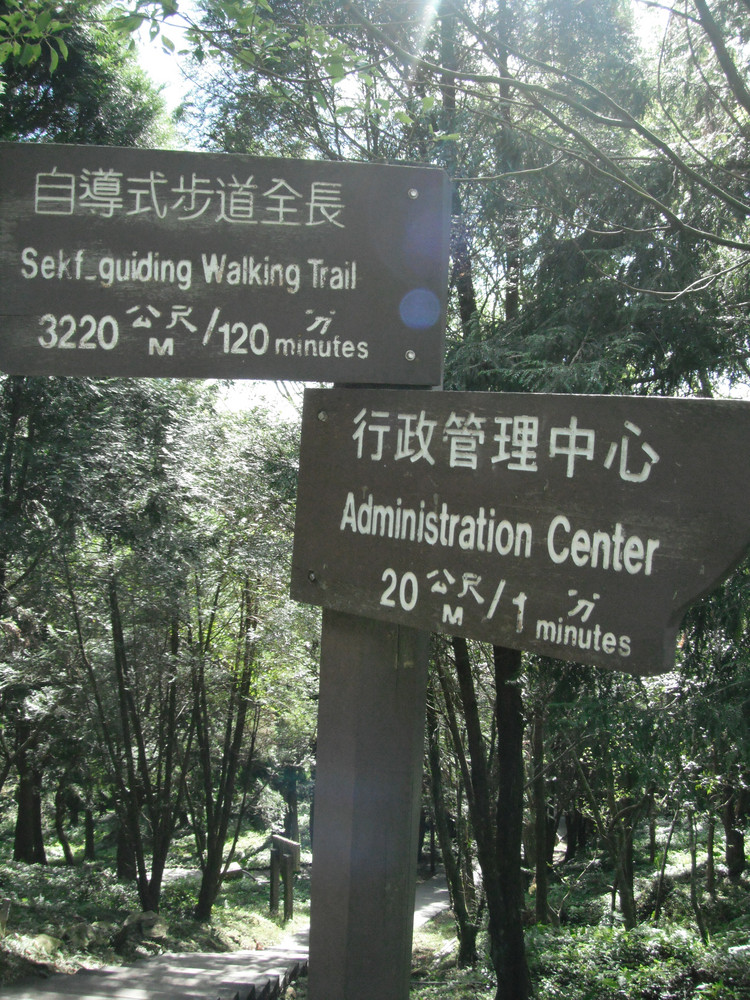 自導式步道全長
Sekf_guiding Walking Trail
3220 公尺 M /120 分 minutes
行政管理中心
Administration Center
20 公尺 M / 1 分 minutes